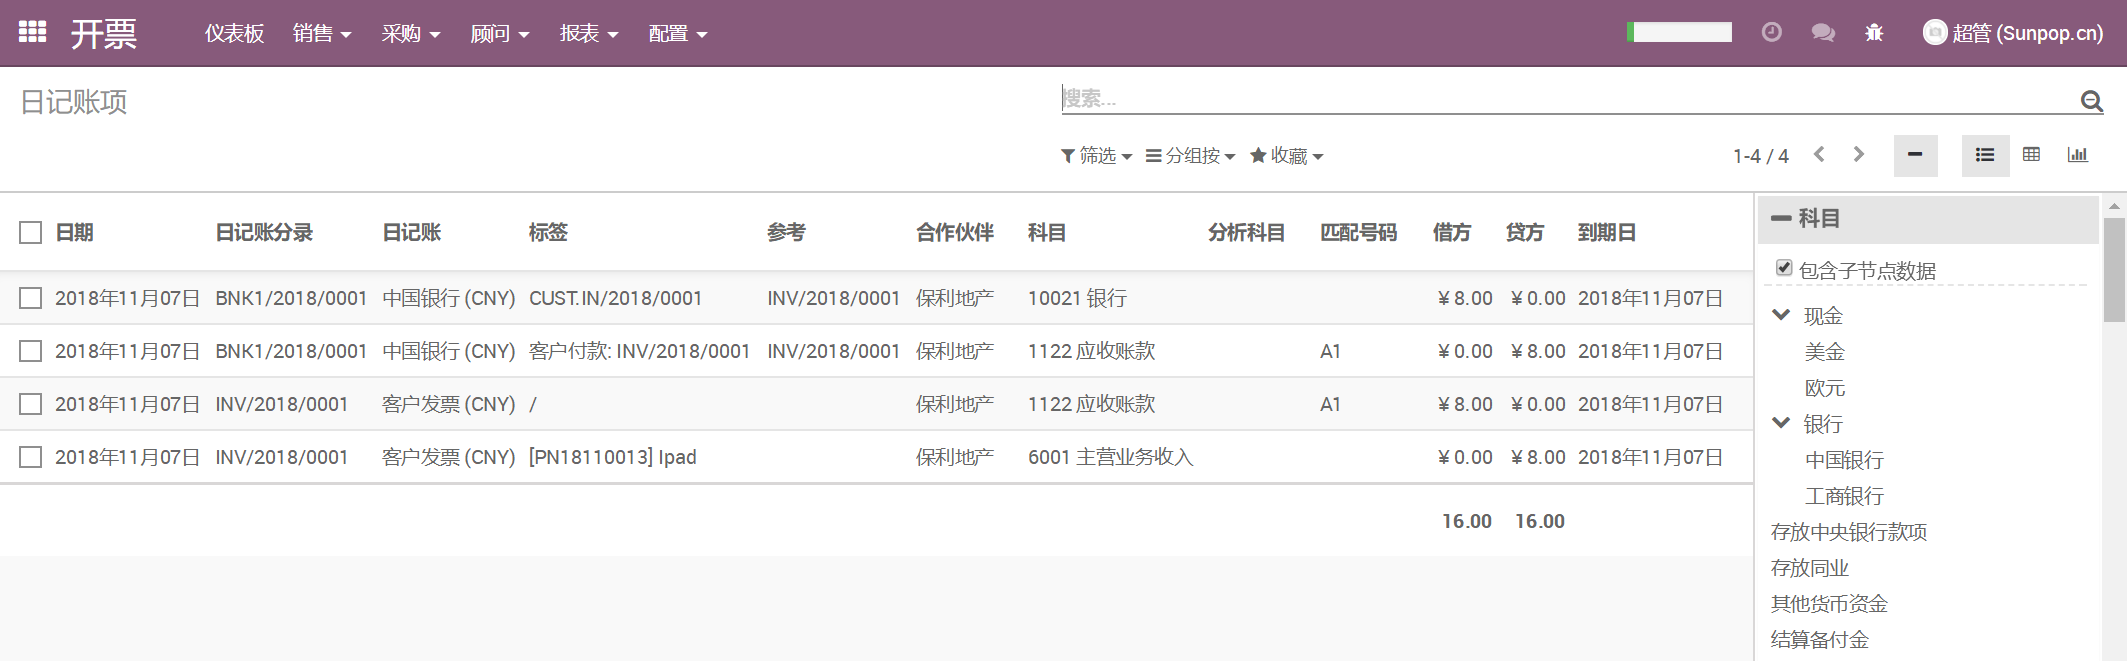 开票 仪表板 销售 采购 顾问 报表 配置 超管 (Sunpop.cn)
日记账项 搜索...
筛选 分组按 收藏 1-4 / 4
日期 日记账分录 日记账 标签 参考 合作伙伴 科目 分析科目 匹配号码 借方 贷方 到期日
2018年11月07日 BNK1/2018/0001 中国银行 (CNY) CUST.IN/2018/0001 INV/2018/0001 保利地产 10021 银行 ¥ 8.00 ¥ 0.00 2018年11月07日
2018年11月07日 BNK1/2018/0001 中国银行 (CNY) 客户付款: INV/2018/0001 INV/2018/0001 保利地产 1122 应收账款 A1 ¥ 0.00 ¥ 8.00 2018年11月07日
2018年11月07日 INV/2018/0001 客户发票 (CNY) / 保利地产 1122 应收账款 A1 ¥ 8.00 ¥ 0.00 2018年11月07日
2018年11月07日 INV/2018/0001 客户发票 (CNY) [PN18110013] Ipad 保利地产 6001 主营业务收入 ¥ 0.00 ¥ 8.00 2018年11月07日
16.00 16.00
科目
包含子节点数据
现金
美金
欧元
银行
中国银行
工商银行
存放中央银行款项
存放同业
其他货币资金
结算备付金